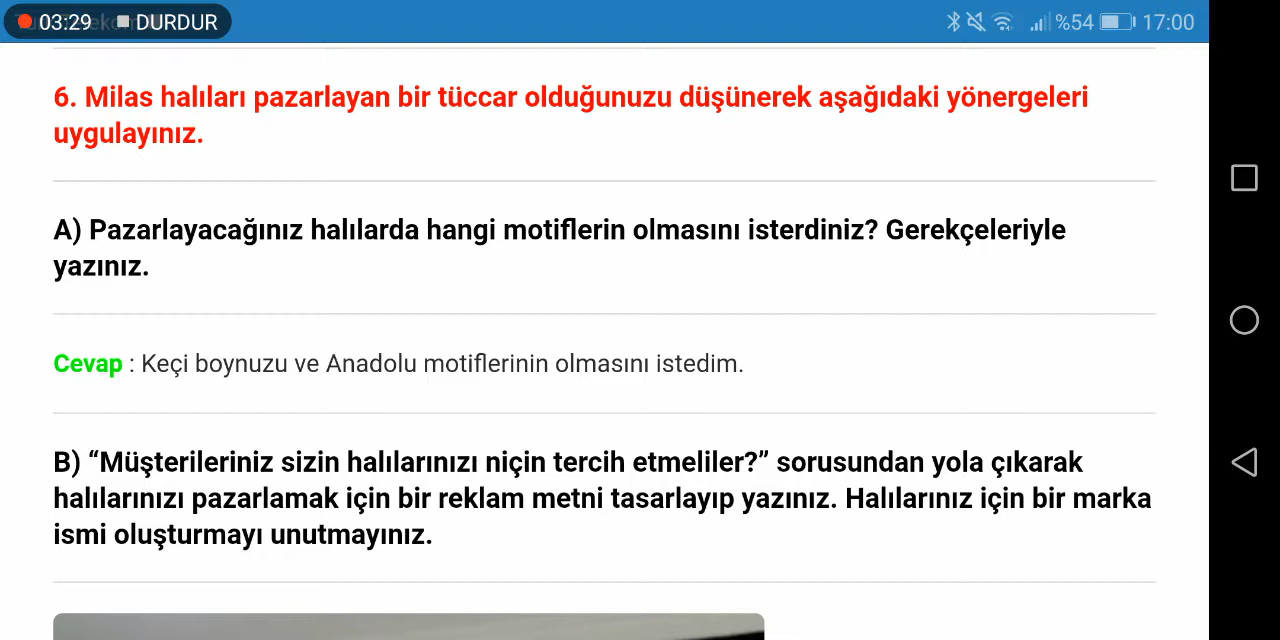 03:29 DURDUR %54 17:00
6. Milas halıları pazarlayan bir tüccar olduğunuzu düşünerek aşağıdaki yönergeleri
uygulayınız.
A) Pazarlayacağınız halılarda hangi motiflerin olmasını isterdiniz? Gerekçeleriyle
yazınız.
Cevap : Keçi boynuzu ve Anadolu motiflerinin olmasını istedim.
B) “Müşterileriniz sizin halılarınızı niçin tercih etmeliler?” sorusundan yola çıkarak
halılarınızı pazarlamak için bir reklam metni tasarlayıp yazınız. Halılarınız için bir marka
ismi oluşturmayı unutmayınız.